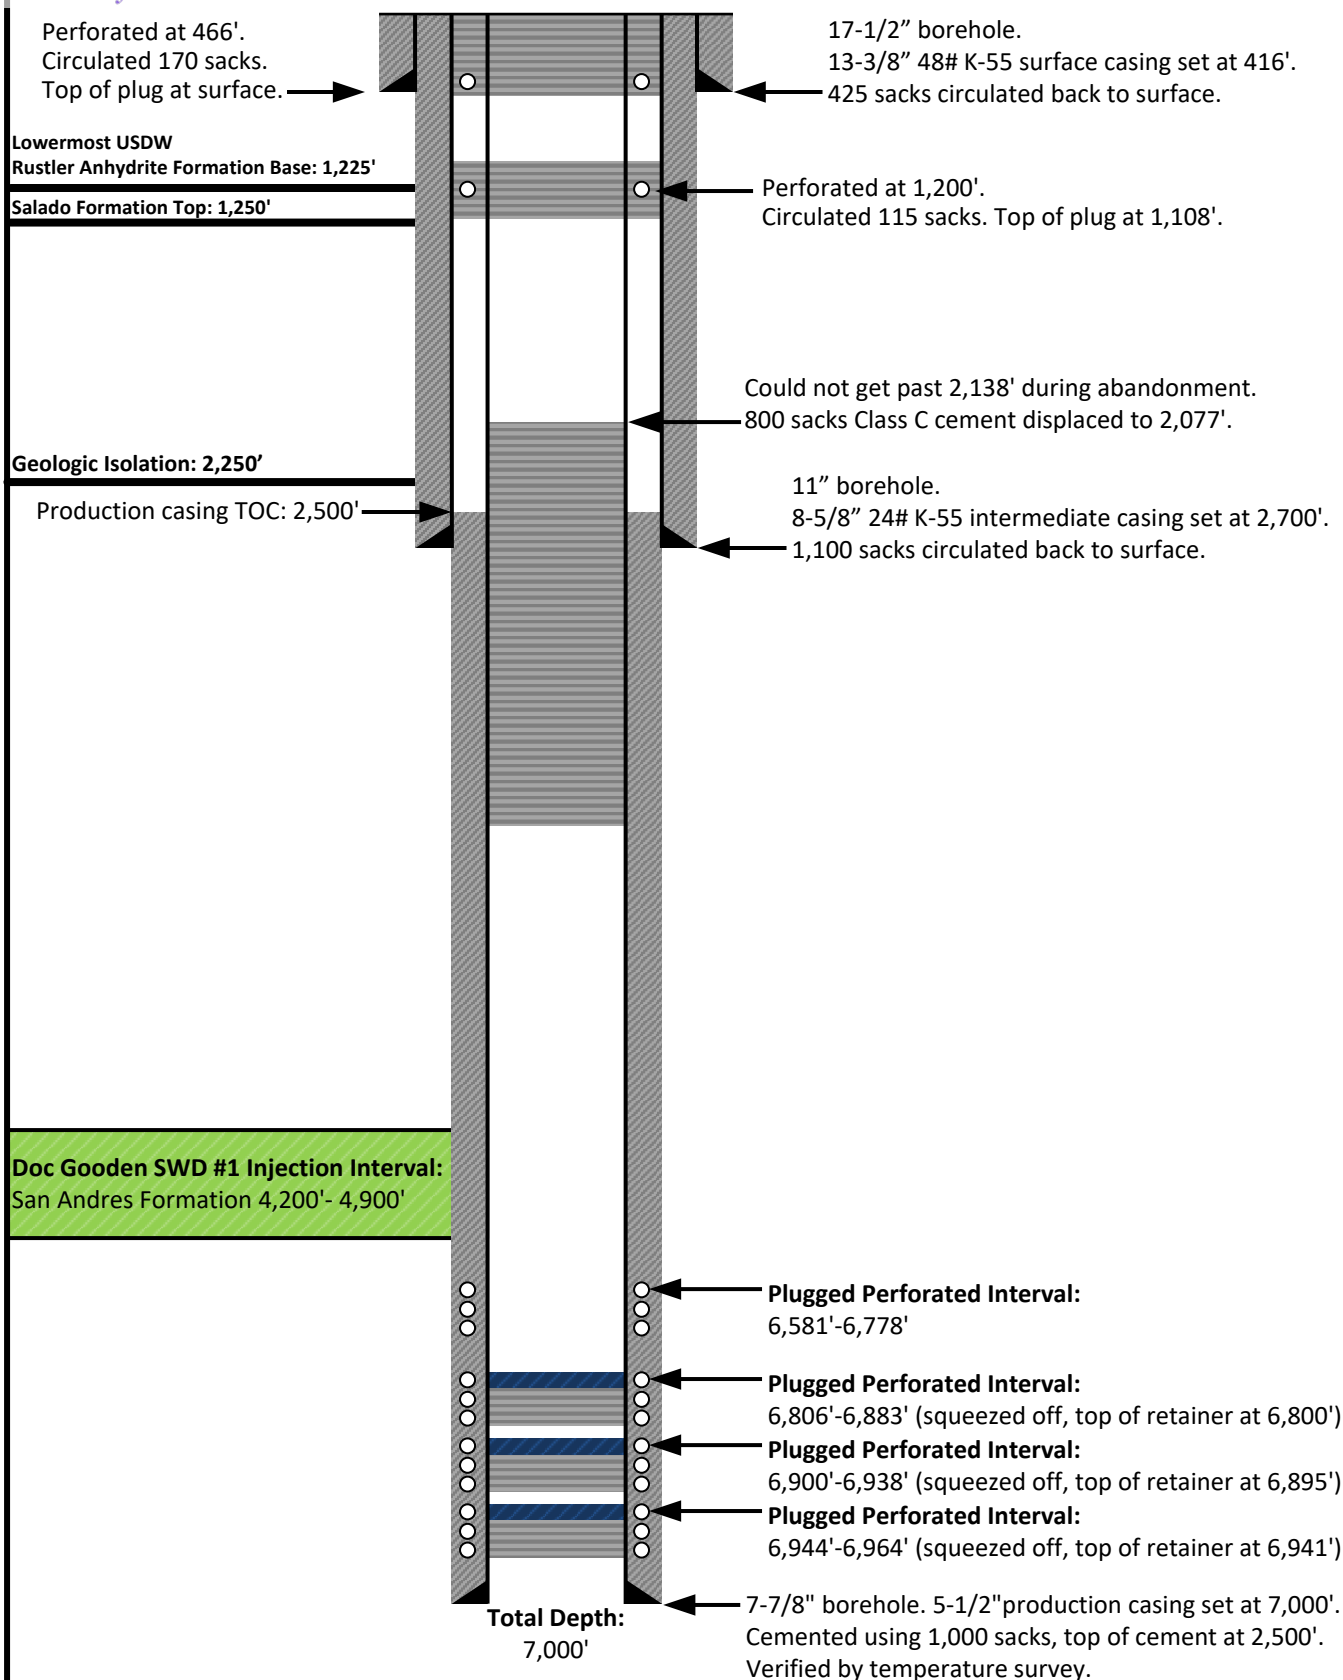 Perforated at 466'.
Circulated 170 sacks.
Top of plug at surface.
17-1/2” borehole.
13-3/8” 48# K-55 surface casing set at 416’.
425 sacks circulated back to surface.
Lowermost USDW
Rustler Anhydrite Formation Base: 1,225'
Salado Formation Top: 1,250'
Perforated at 1,200'.
Circulated 115 sacks. Top of plug at 1,108'.
Could not get past 2,138' during abandonment.
800 sacks Class C cement displaced to 2,077'.
Geologic Isolation: 2,250’
Production casing TOC: 2,500'
11” borehole.
8-5/8” 24# K-55 intermediate casing set at 2,700’.
1,100 sacks circulated back to surface.
Doc Gooden SWD #1 Injection Interval:
San Andres Formation 4,200'- 4,900'
Plugged Perforated Interval:
6,581'-6,778'
Plugged Perforated Interval:
6,806'-6,883' (squeezed off, top of retainer at 6,800')
Plugged Perforated Interval:
6,900'-6,938' (squeezed off, top of retainer at 6,895')
Plugged Perforated Interval:
6,944'-6,964' (squeezed off, top of retainer at 6,941')
Total Depth:
7,000'
7-7/8" borehole. 5-1/2"production casing set at 7,000’.
Cemented using 1,000 sacks, top of cement at 2,500’.
Verified by temperature survey.